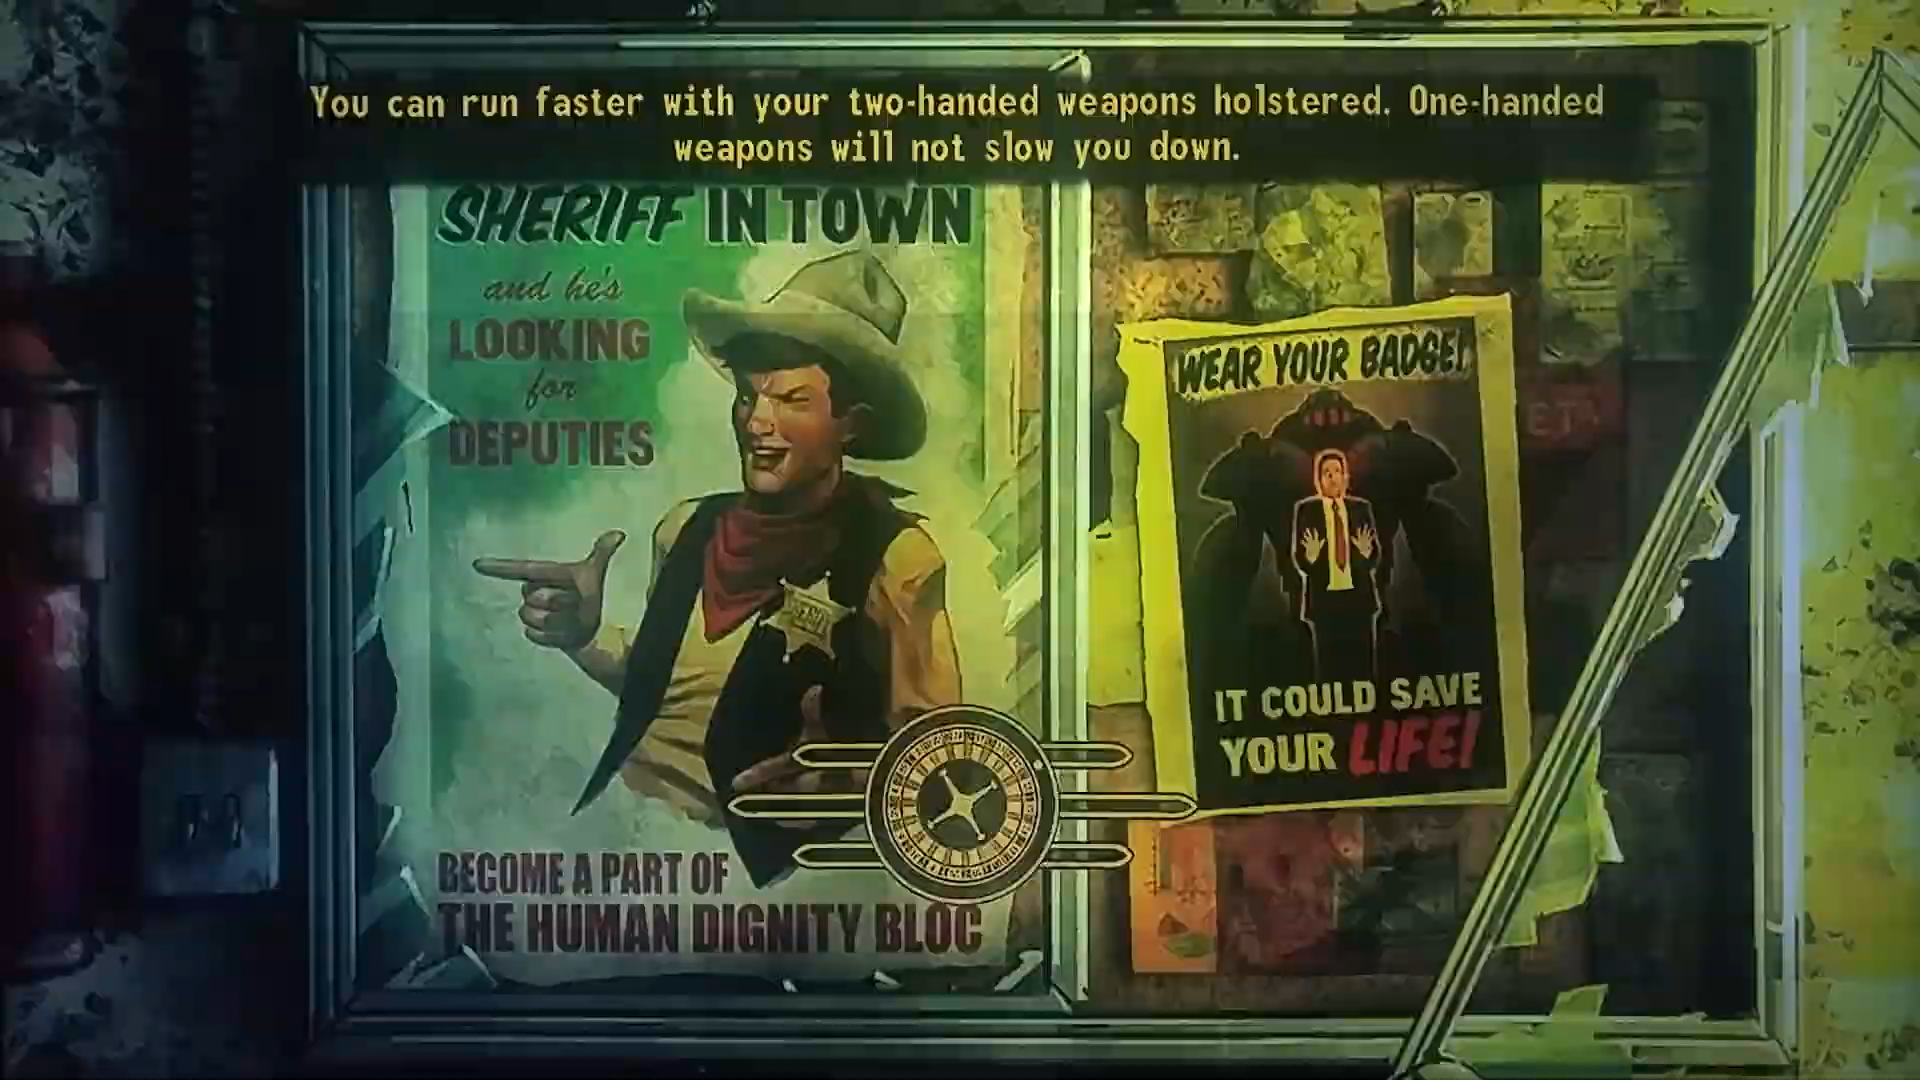 You can run faster with your two-handed weapons holstered. One-handed
weapons will not slow you down.
SHERIFF IN TOWN
and he's
LOOKING
for
DEPUTIES
BECOME A PART OF
THE HUMAN DIGNITY BLOC
WEAR YOUR BADGE!
IT COULD SAVE
YOUR LIFE!